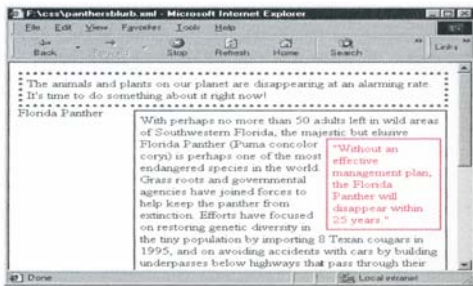 F:\css\panthersblurb.xml - Microsoft Internet Explorer
File Edit View Favorites Tools Help
Back Stop Refresh Home Search Links
The animals and plants on our planet are disappearing at an alarming rate.
It's time to do something about it right now!
Florida Panther
With perhaps no more than 50 adults left in wild areas
of Southwestern Florida, the majestic but elusive
Florida Panther (Puma concolor
coryi) is perhaps one of the most
endangered species in the world.
Grass roots and governmental
agencies have joined forces to
help keep the panther from
extinction. Efforts have focused
on restoring genetic diversity in
"Without an
effective
management plan,
the Florida
Panther will
disappear within
25 years."
the tiny population by importing 8 Texan cougars in
1995, and on avoiding accidents with cars by building
underpasses below highways that pass through their
Done Local intranet